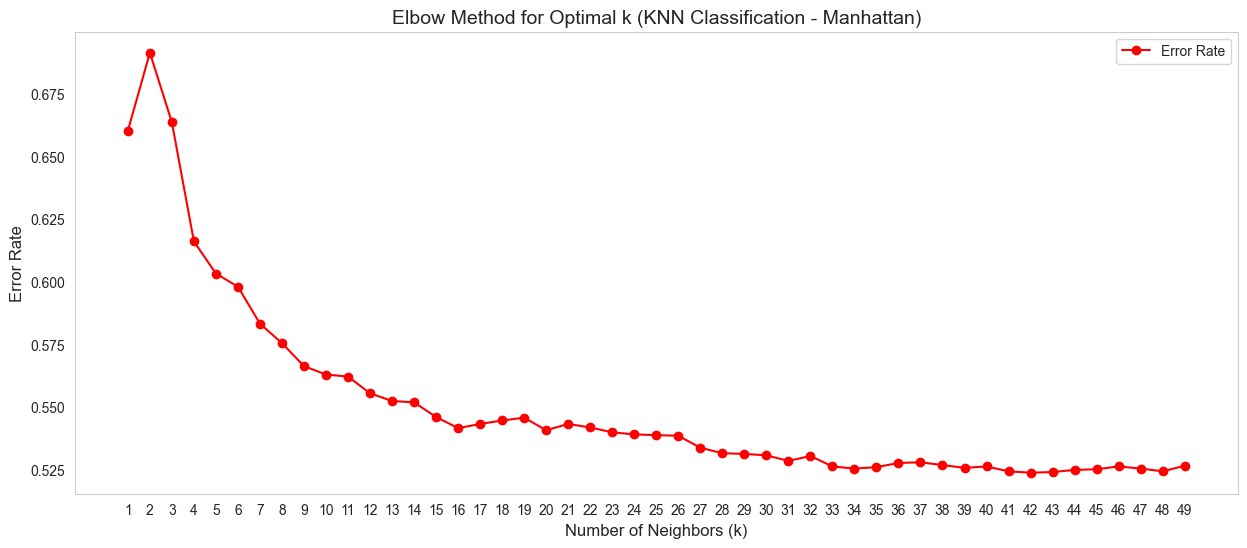 Elbow Method for Optimal k (KNN Classification - Manhattan)
Error Rate
0.675
0.650
0.625
0.600
0.575
0.550
0.525
Error Rate
1 2 3 4 5 6 7 8 9 10 11 12 13 14 15 16 17 18 19 20 21 22 23 24 25 26 27 28 29 30 31 32 33 34 35 36 37 38 39 40 41 42 43 44 45 46 47 48 49
Number of Neighbors (k)